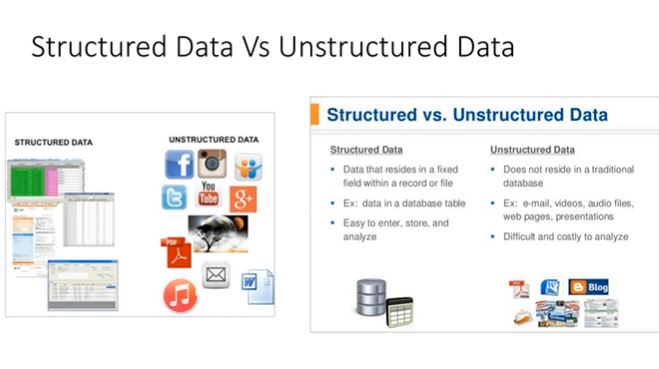 Structured Data Vs Unstructured Data
STRUCTURED DATA
UNSTRUCTURED DATA
You
Tube
g+
PDF
W
Structured vs. Unstructured Data
Structured Data
• Data that resides in a fixed
field within a record or file
• Ex: data in a database table
• Easy to enter, store, and
analyze
Unstructured Data
• Does not reside in a traditional
database
• Ex: e-mail, videos, audio files,
web pages, presentations
• Difficult and costly to analyze
PDF
W
Blog